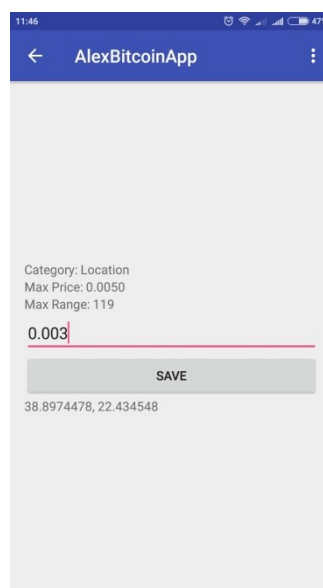 11:46
47
AlexBitcoinApp
Category: Location
Max Price: 0.0050
Max Range: 119
0.003
SAVE
38.8974478, 22.434548